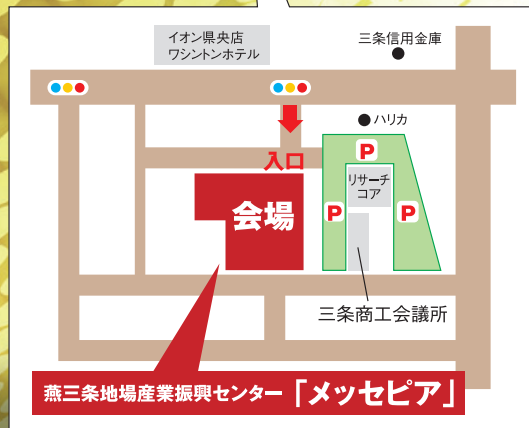 イオン県央店
ワシントンホテル
三条信用金庫
ハリカ
入口
P
リサーチ
コア
P
P
会場
三条商工会議所
燕三条地場産業振興センター「メッセピア」